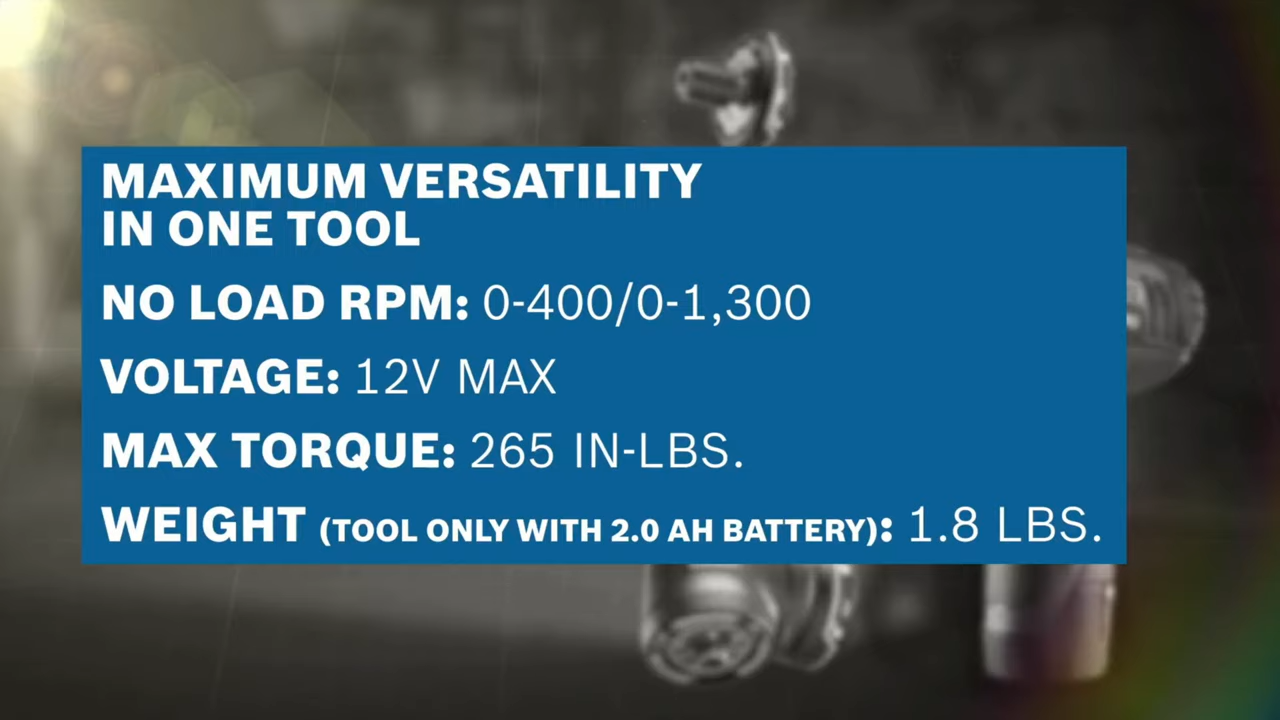 MAXIMUM VERSATILITY
IN ONE TOOL
NO LOAD RPM: 0-400/0-1,300
VOLTAGE: 12V MAX
MAX TORQUE: 265 IN-LBS.
WEIGHT (TOOL ONLY WITH 2.0 AH BATTERY): 1.8 LBS.